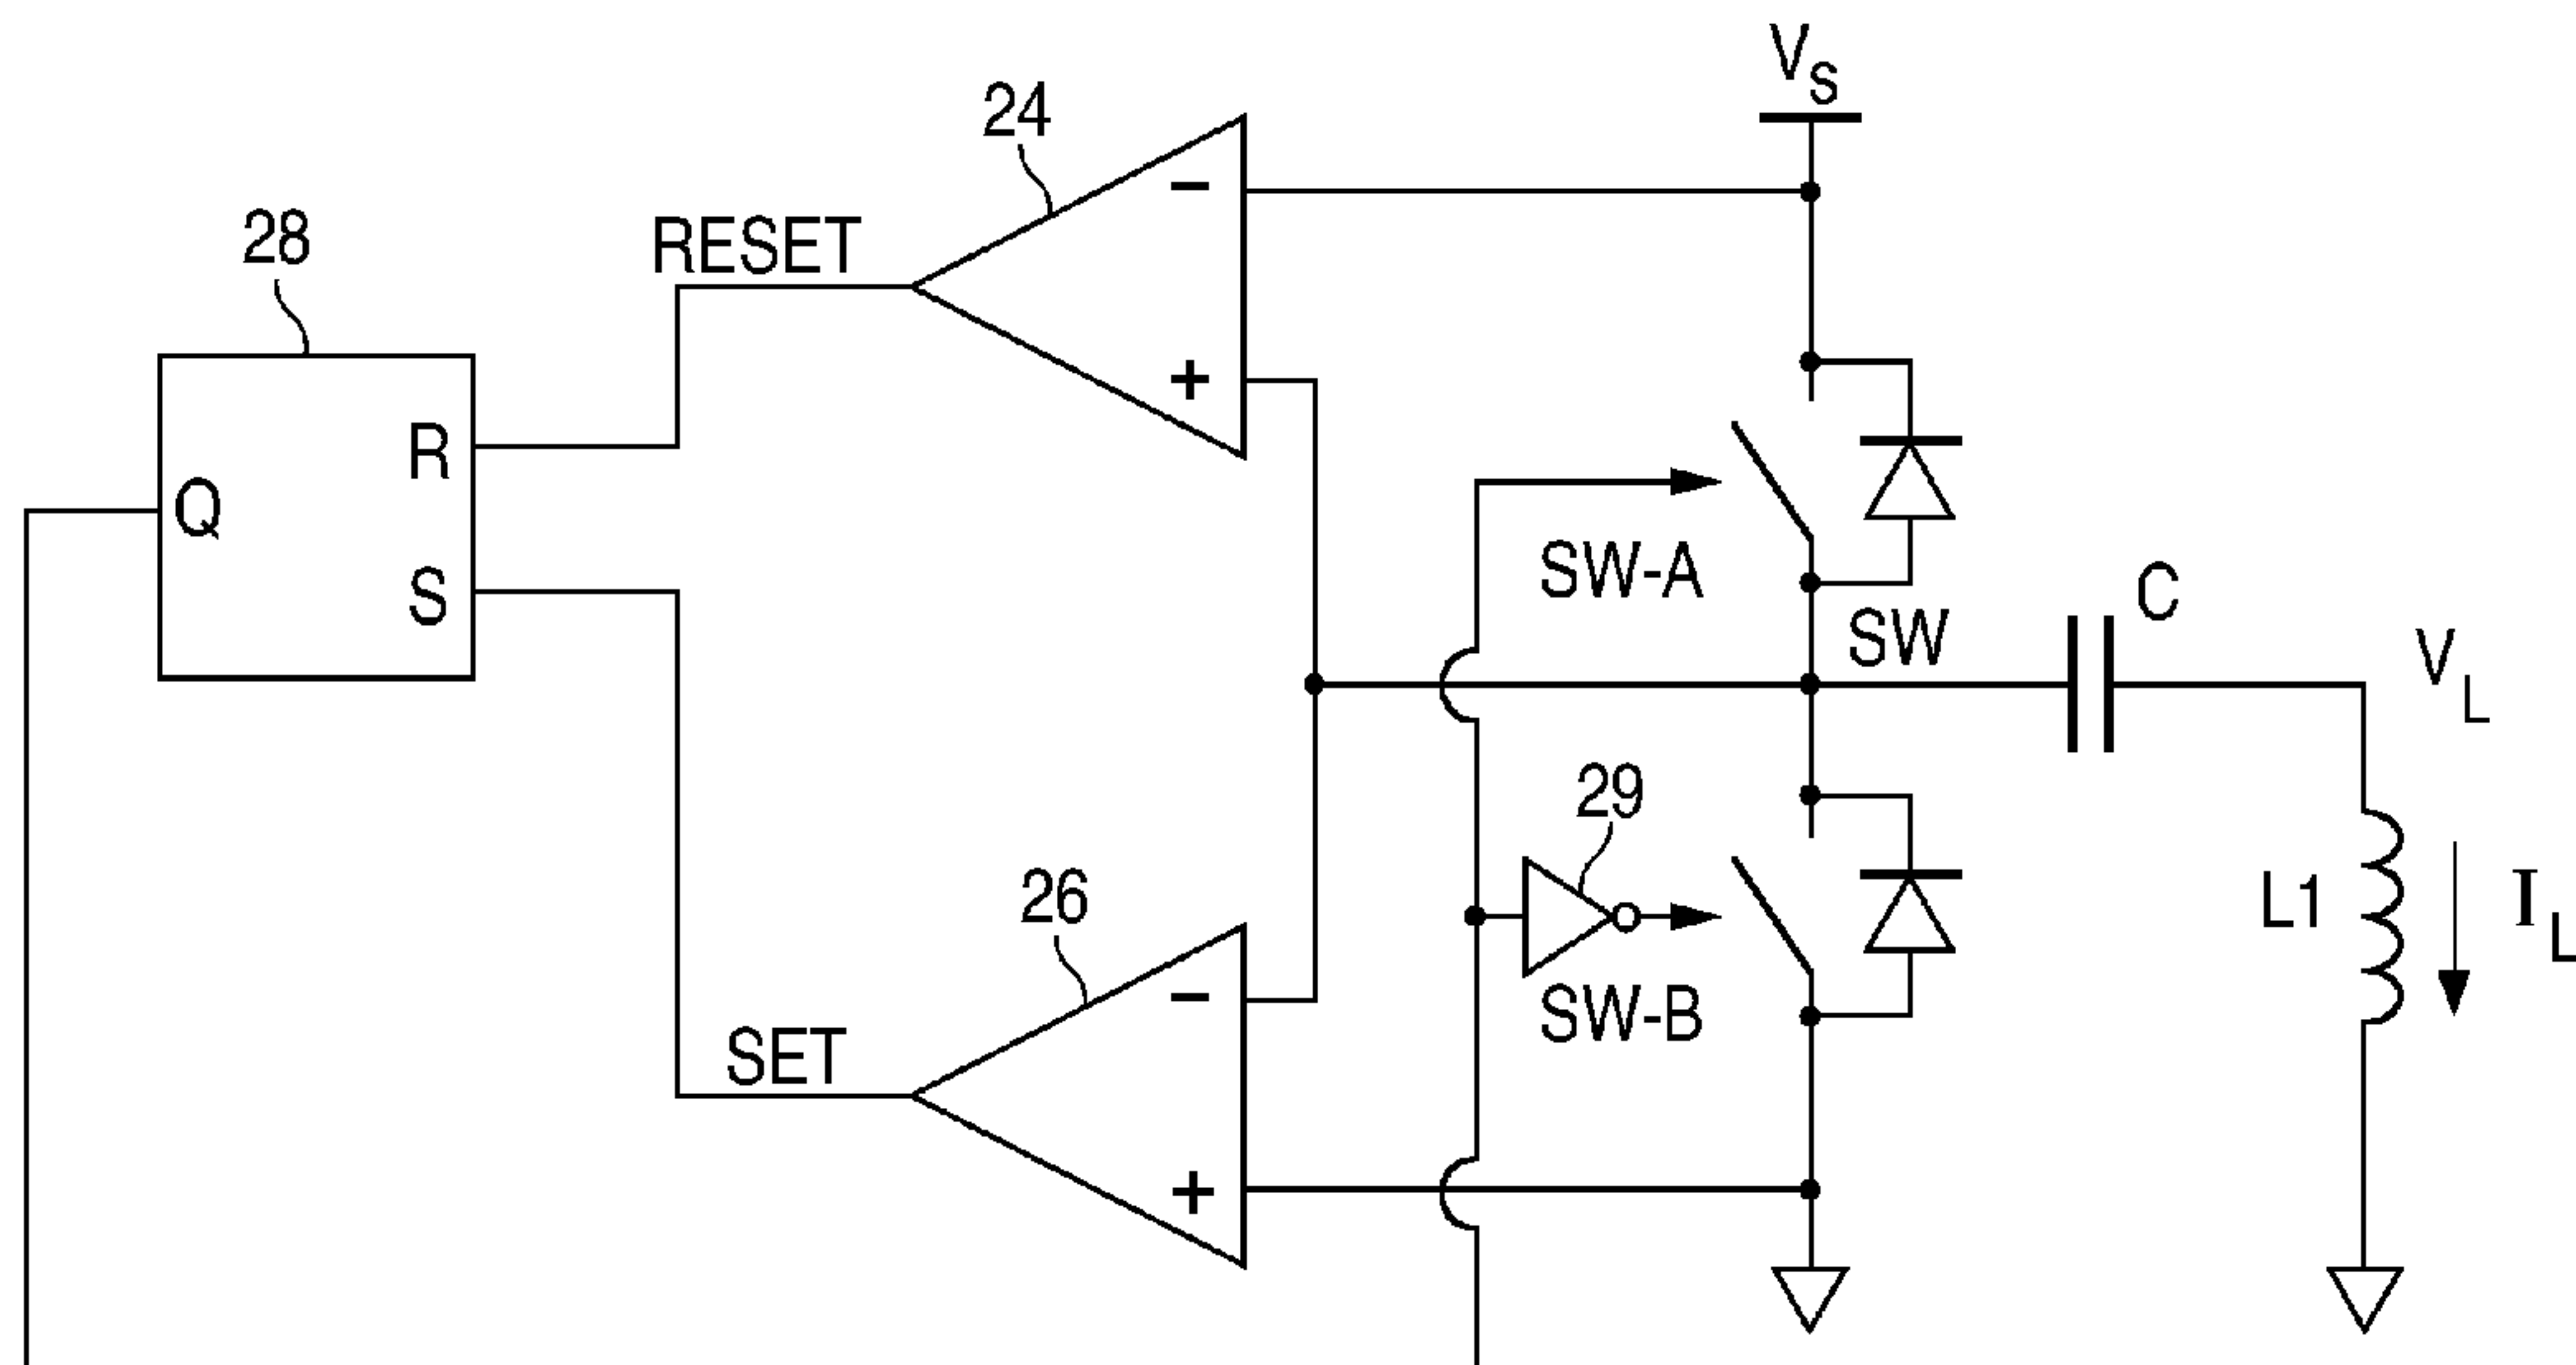 V_S
24
RESET
28
Q
R
S
−
+
SW-A
SW
C
V_L
29
SW-B
26
SET
−
+
L1
I_L